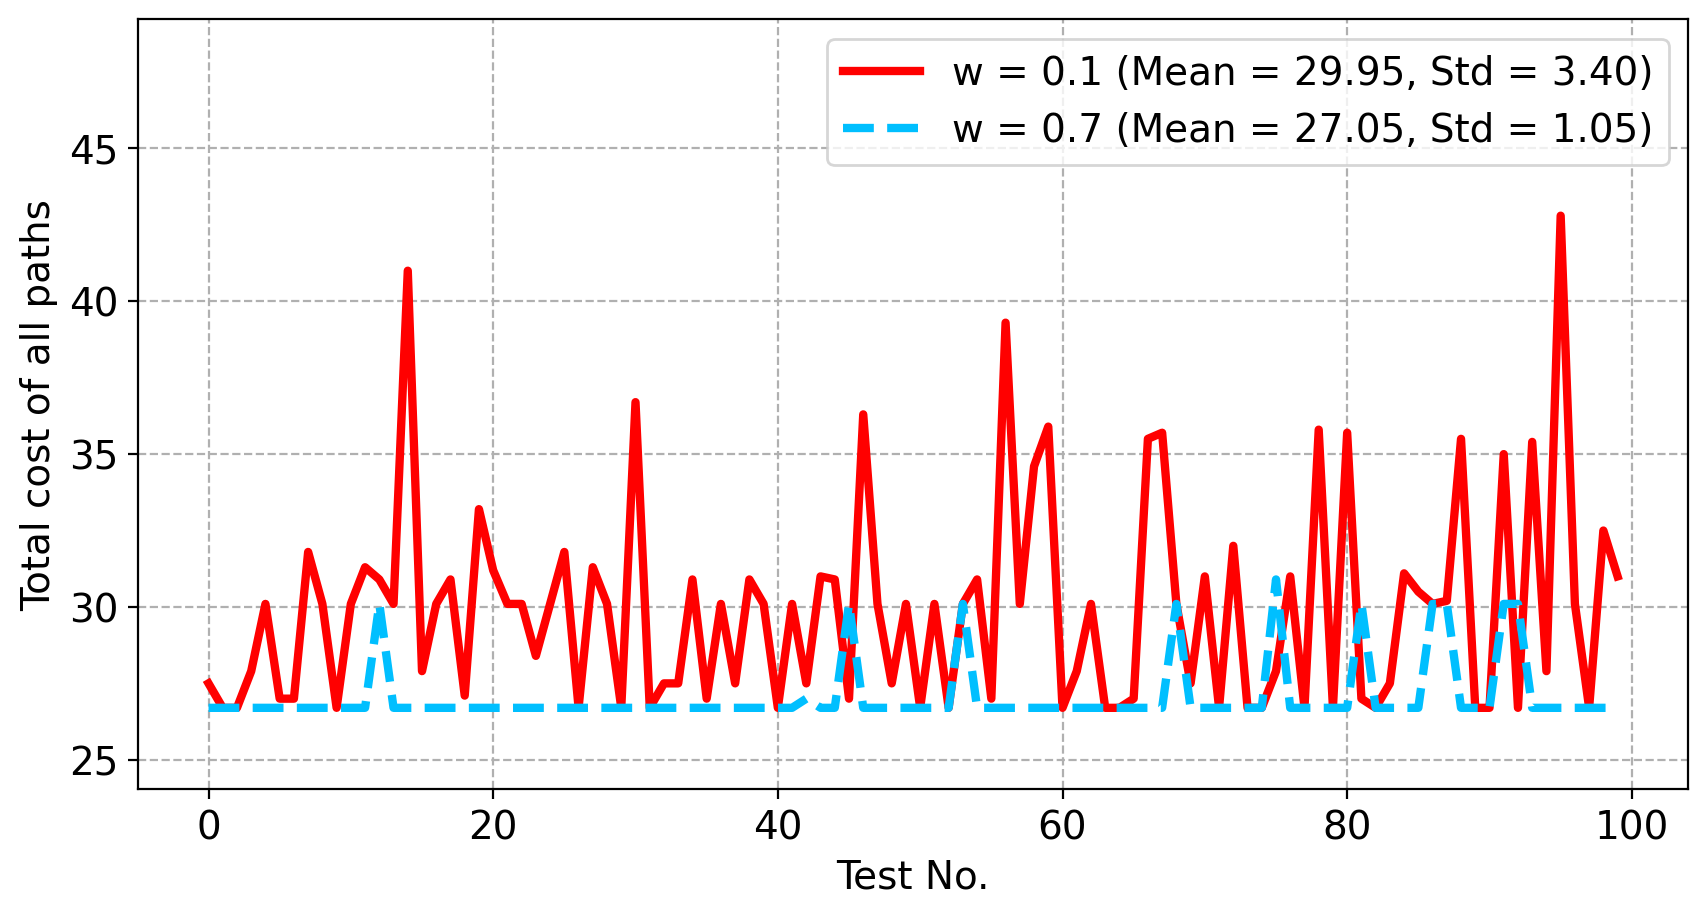 w = 0.1 (Mean = 29.95, Std = 3.40)
w = 0.7 (Mean = 27.05, Std = 1.05)
Total cost of all paths
45
40
35
30
25
0 20 40 60 80 100
Test No.